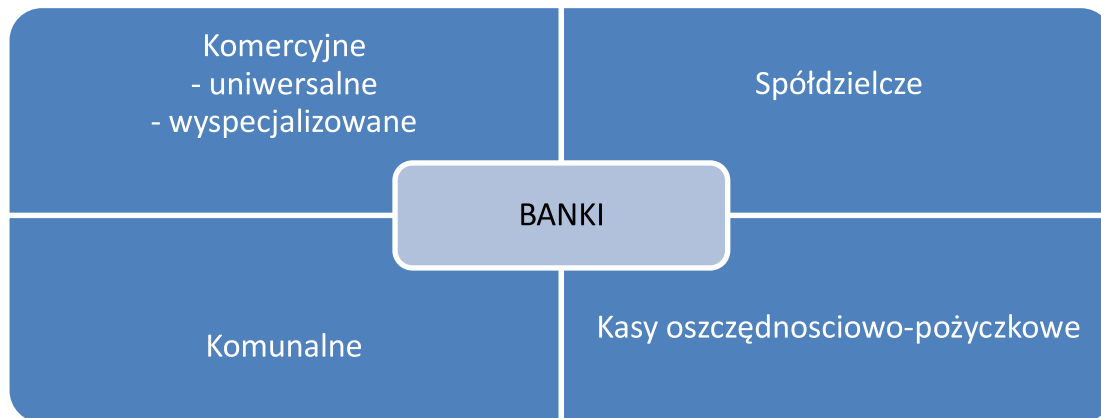 Komercyjne
- uniwersalne
- wyspecjalizowane
Spółdzielcze
BANKI
Komunalne
Kasy oszczędnosciowo-pożyczkowe